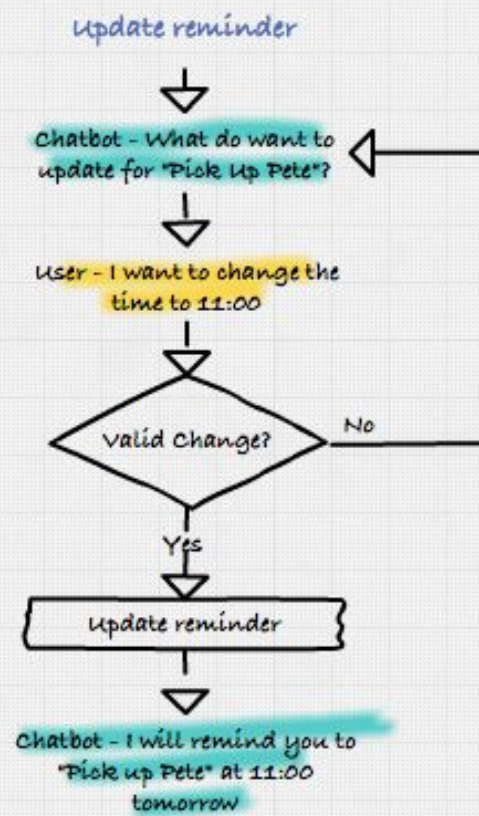 Update reminder
Chatbot - What do want to
update for "Pick Up Pete"?
User - I want to change the
time to 11:00
Valid Change?
No
Yes
Update reminder
Chatbot - I will remind you to
"Pick up Pete" at 11:00
tomorrow